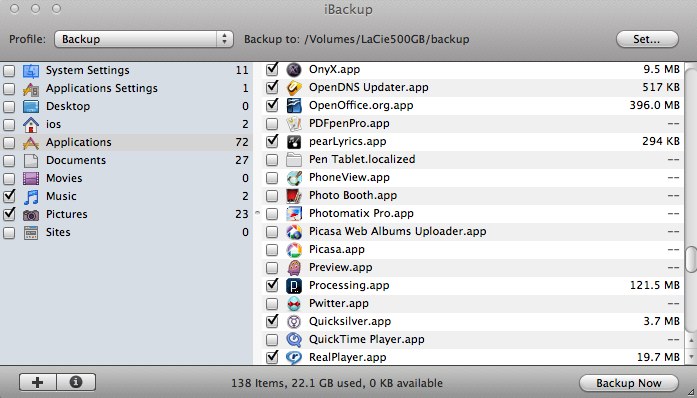 iBackup
Profile: Backup Backup to: /Volumes/LaCie500GB/backup Set...
System Settings 11
Applications Settings 1
Desktop 0
ios 2
Applications 72
Documents 27
Movies 0
Music 2
Pictures 23
Sites 0
OnyX.app 9.5 MB
OpenDNS Updater.app 517 KB
OpenOffice.org.app 396.0 MB
PDFpenPro.app --
pearLyrics.app 294 KB
Pen Tablet.localized --
PhoneView.app --
Photo Booth.app --
Photomatix Pro.app --
Picasa Web Albums Uploader.app --
Picasa.app --
Preview.app --
Processing.app 121.5 MB
Pwitter.app --
Quicksilver.app 3.7 MB
QuickTime Player.app --
RealPlayer.app 19.7 MB
138 Items, 22.1 GB used, 0 KB available Backup Now